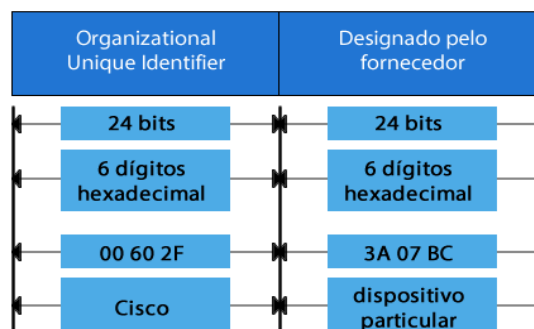 Organizational
Unique Identifier
Designado pelo
fornecedor
24 bits
24 bits
6 dígitos
hexadecimal
6 dígitos
hexadecimal
00 60 2F
3A 07 BC
Cisco
dispositivo
particular